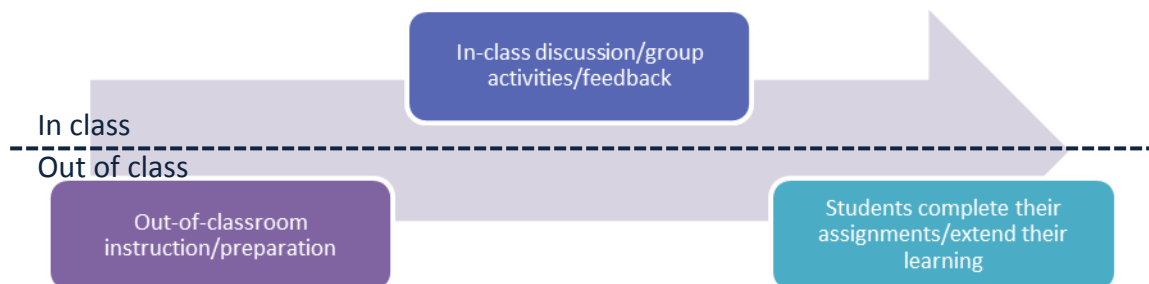 In-class discussion/group
activities/feedback
In class
Out of class
Out-of-classroom
instruction/preparation
Students complete their
assignments/extend their
learning